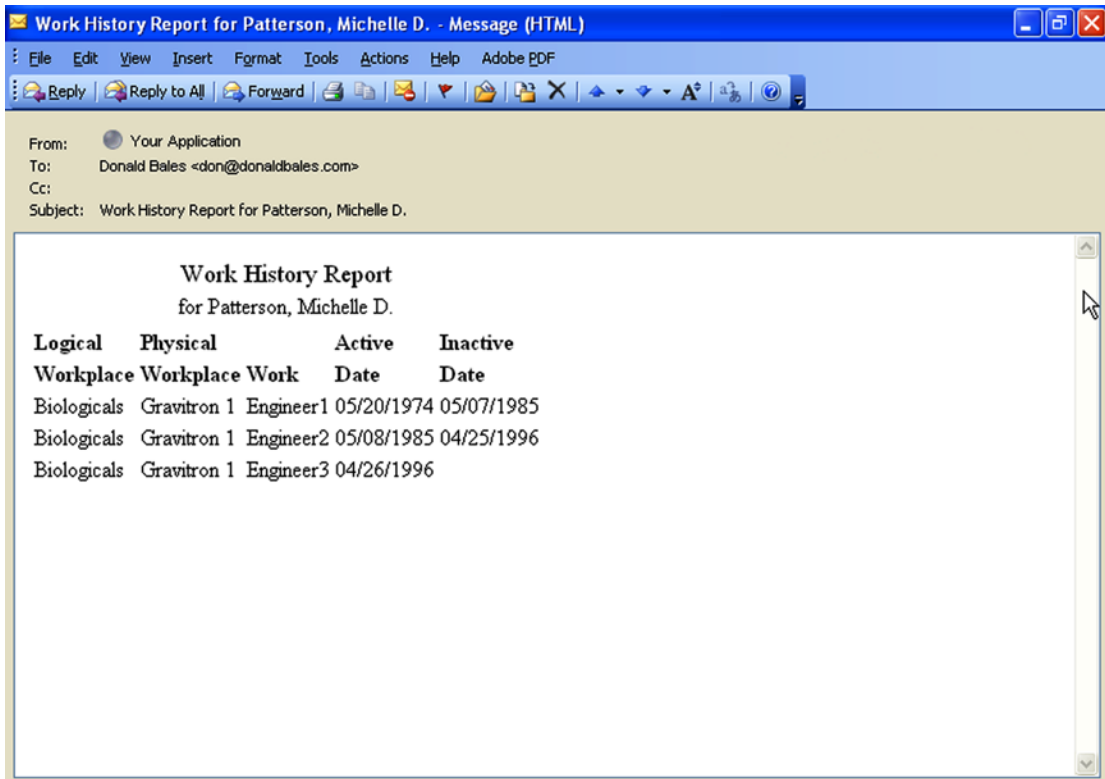 Work History Report for Patterson, Michelle D. - Message (HTML)
File Edit View Insert Format Tools Actions Help Adobe PDF
Reply Reply to All Forward
From: Your Application
To: Donald Bales <don@donaldbales.com>
Cc:
Subject: Work History Report for Patterson, Michelle D.
Work History Report
for Patterson, Michelle D.
Logical Physical Active Inactive
Workplace Workplace Work Date Date
Biologicals Gravitron 1 Engineer1 05/20/1974 05/07/1985
Biologicals Gravitron 1 Engineer2 05/08/1985 04/25/1996
Biologicals Gravitron 1 Engineer3 04/26/1996